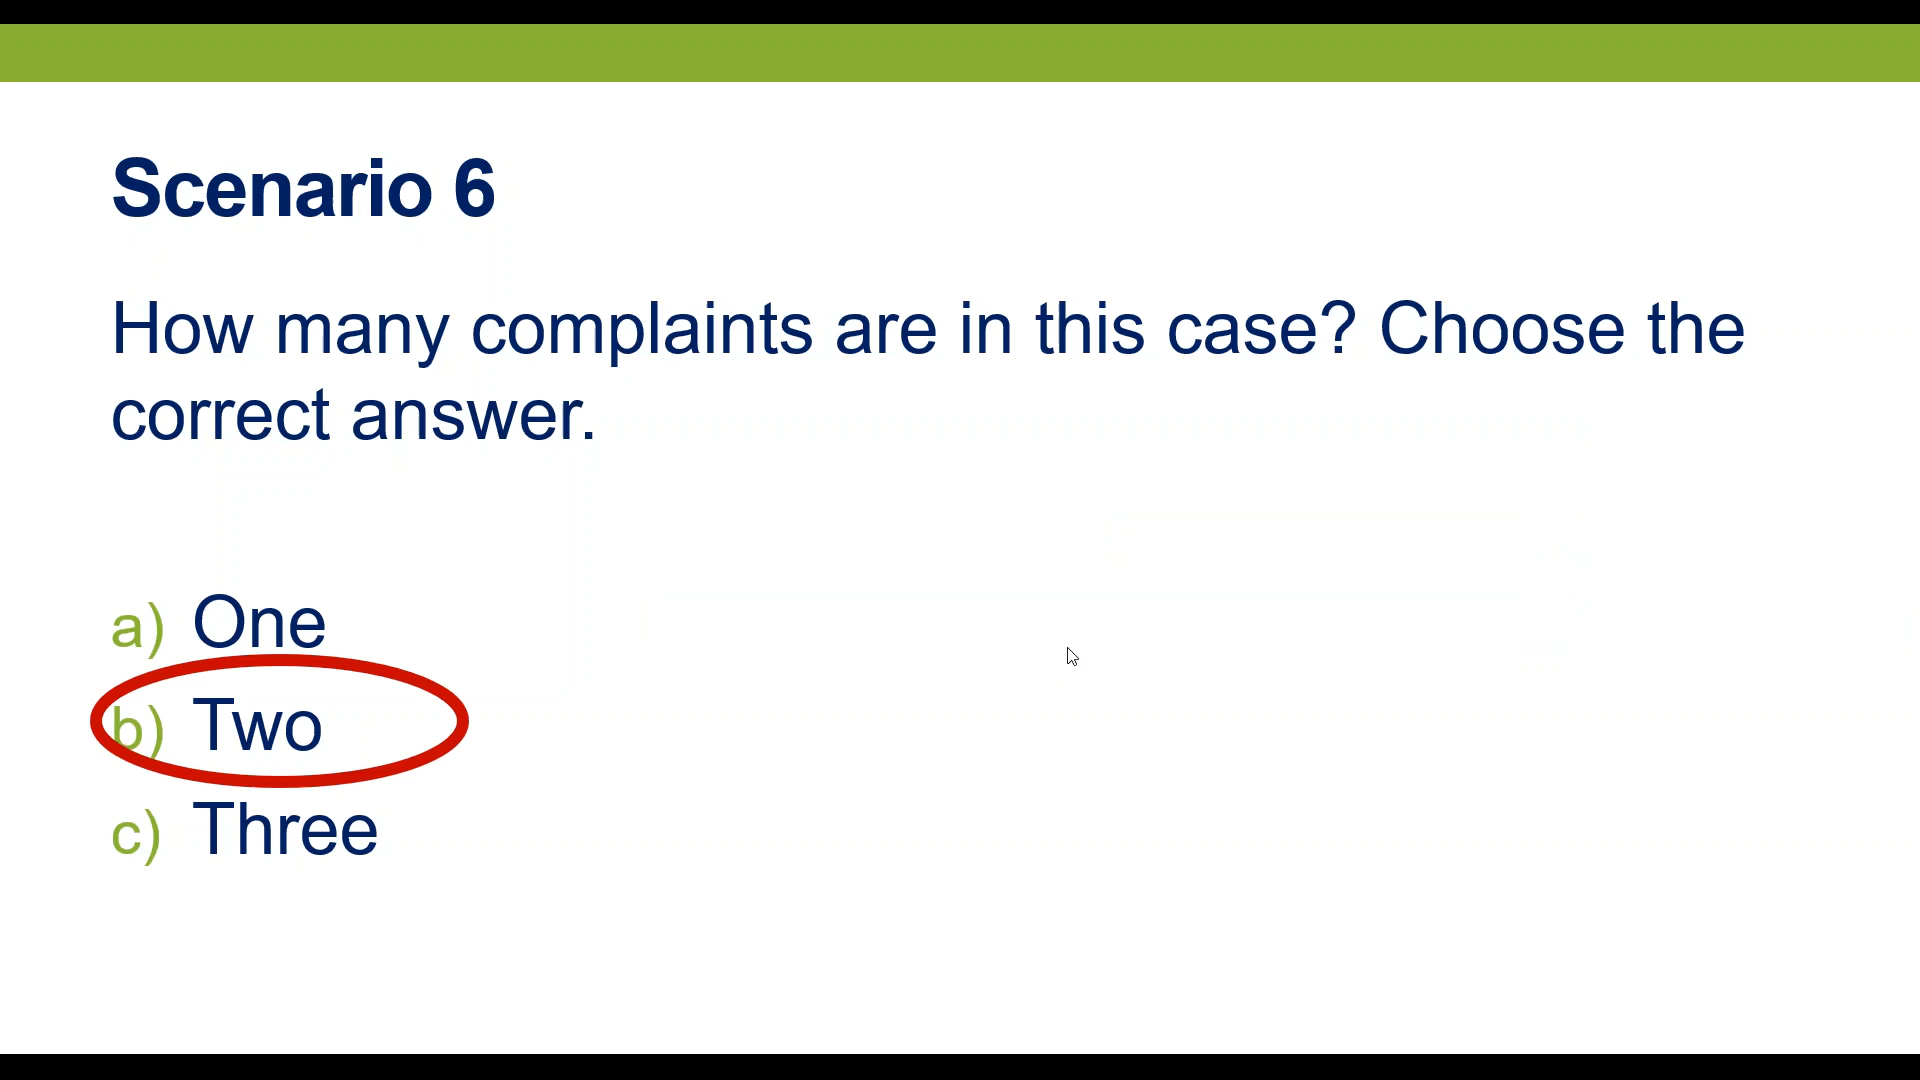 Scenario 6
How many complaints are in this case? Choose the
correct answer.
a) One
b) Two
c) Three